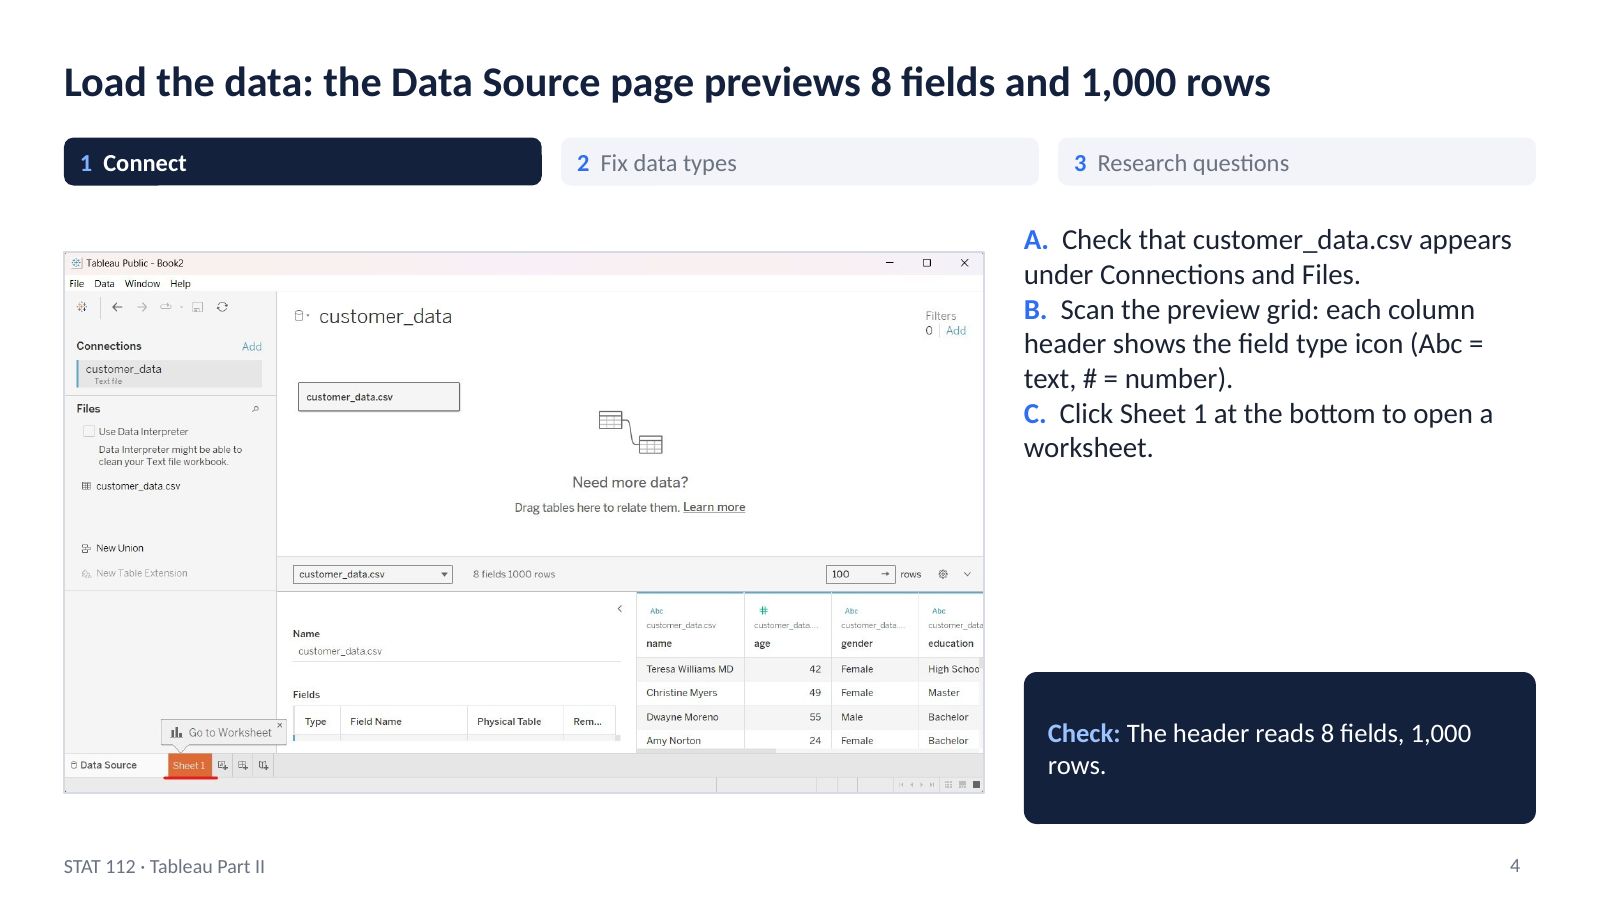 Load the data: the Data Source page previews 8 fields and 1,000 rows
1 Connect
2 Fix data types
3 Research questions
Tableau Public - Book2
File Data Window Help
Connections Add
customer_data
Text file
Files
Use Data Interpreter
Data Interpreter might be able to
clean your Text file workbook.
customer_data.csv
New Union
New Table Extension
customer_data
Filters
0 | Add
customer_data.csv
Need more data?
Drag tables here to relate them. Learn more
customer_data.csv
8 fields 1000 rows
100 → rows
Name
customer_data.csv
Fields
Type Field Name Physical Table Rem...
Abc # Abc Abc
customer_data.csv customer_data... customer_data... customer_data
name age gender education
Teresa Williams MD 42 Female High Schoo
Christine Myers 49 Female Master
Dwayne Moreno 55 Male Bachelor
Amy Norton 24 Female Bachelor
Go to Worksheet
Data Source Sheet 1
A. Check that customer_data.csv appears
under Connections and Files.
B. Scan the preview grid: each column
header shows the field type icon (Abc =
text, # = number).
C. Click Sheet 1 at the bottom to open a
worksheet.
Check: The header reads 8 fields, 1,000
rows.
STAT 112 · Tableau Part II
4